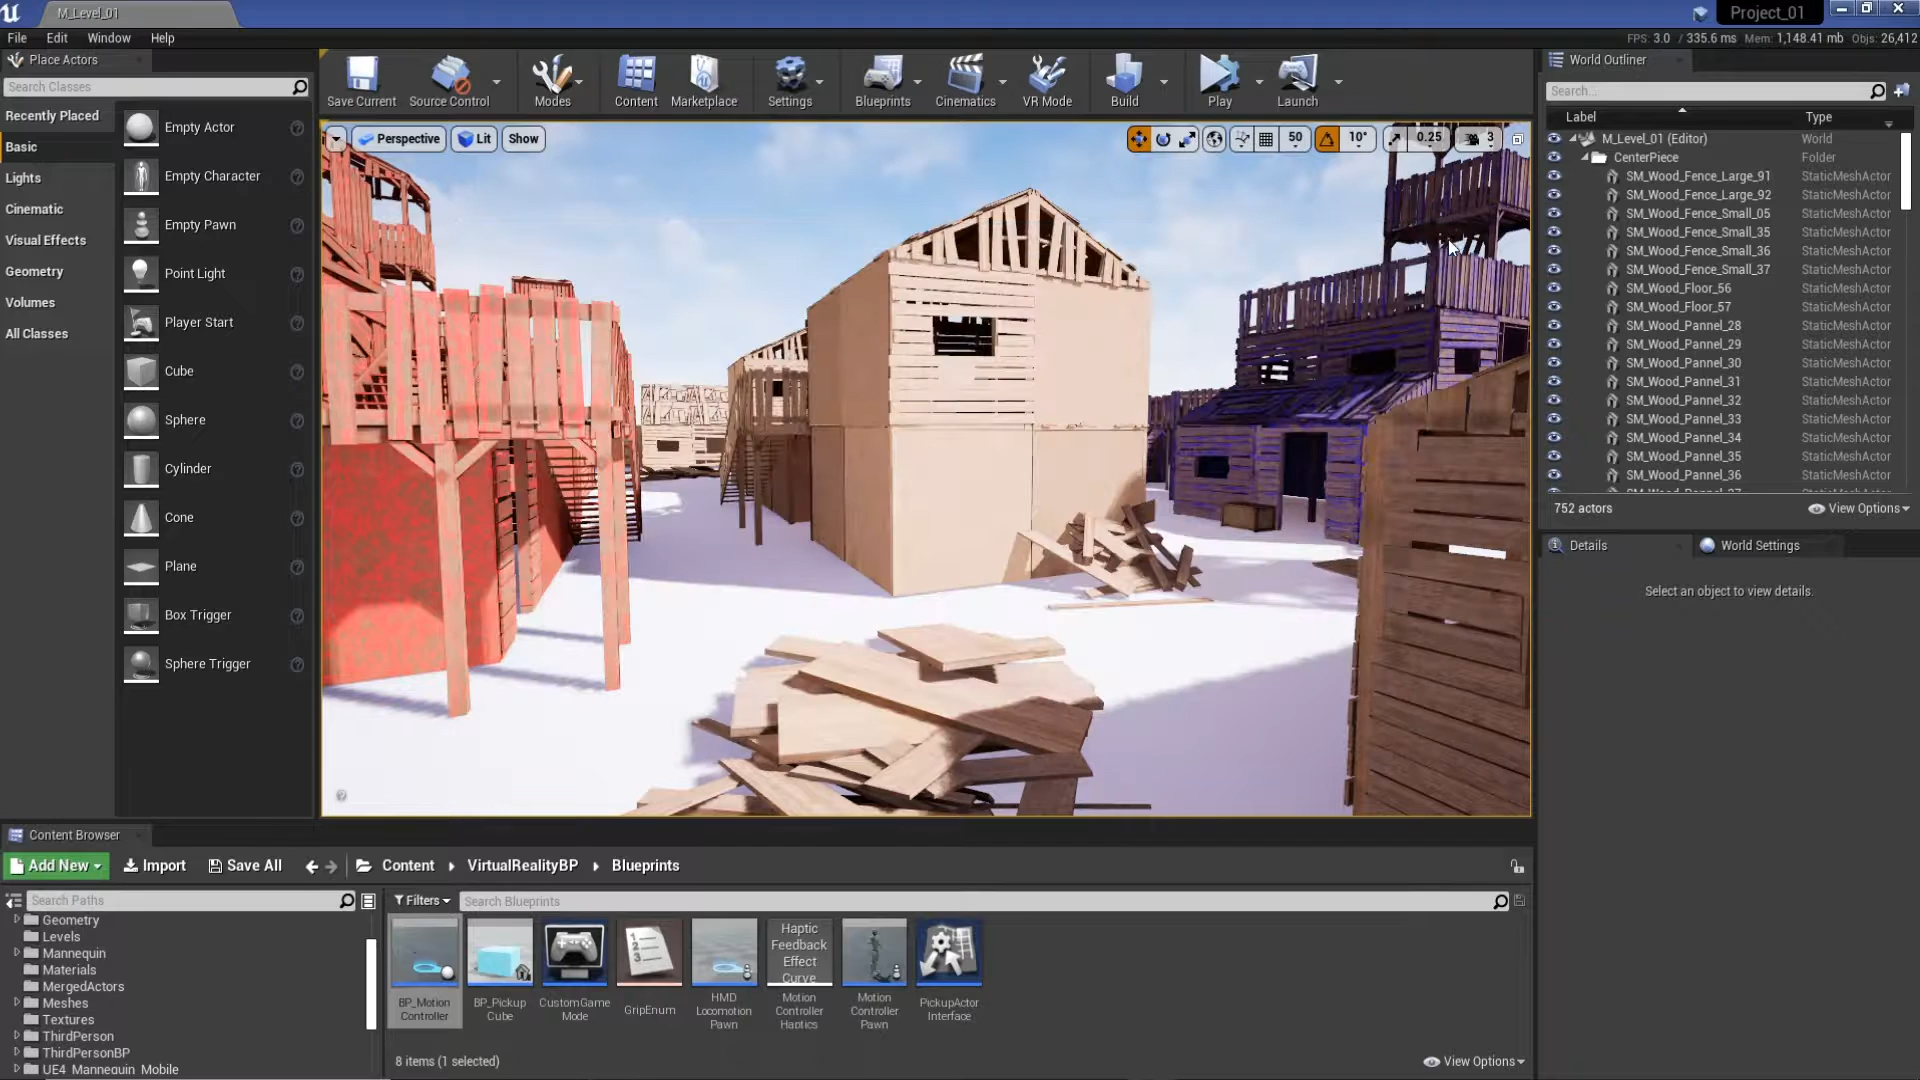 M_Level_01
Project_01
File Edit Window Help
FPS: 3.0 / 335.6 ms Mem: 1,148.41 mb Objs: 26,412
Place Actors
Search Classes
Recently Placed
Basic
Lights
Cinematic
Visual Effects
Geometry
Volumes
All Classes
Empty Actor
Empty Character
Empty Pawn
Point Light
Player Start
Cube
Sphere
Cylinder
Cone
Plane
Box Trigger
Sphere Trigger
Save Current Source Control Modes Content Marketplace Settings Blueprints Cinematics VR Mode Build Play Launch
Perspective Lit Show
50 10° 0.25 3
World Outliner
Search...
Label Type
M_Level_01 (Editor) World
CenterPiece Folder
SM_Wood_Fence_Large_91 StaticMeshActor
SM_Wood_Fence_Large_92 StaticMeshActor
SM_Wood_Fence_Small_05 StaticMeshActor
SM_Wood_Fence_Small_35 StaticMeshActor
SM_Wood_Fence_Small_36 StaticMeshActor
SM_Wood_Fence_Small_37 StaticMeshActor
SM_Wood_Floor_56 StaticMeshActor
SM_Wood_Floor_57 StaticMeshActor
SM_Wood_Pannel_28 StaticMeshActor
SM_Wood_Pannel_29 StaticMeshActor
SM_Wood_Pannel_30 StaticMeshActor
SM_Wood_Pannel_31 StaticMeshActor
SM_Wood_Pannel_32 StaticMeshActor
SM_Wood_Pannel_33 StaticMeshActor
SM_Wood_Pannel_34 StaticMeshActor
SM_Wood_Pannel_35 StaticMeshActor
SM_Wood_Pannel_36 StaticMeshActor
752 actors
View Options
Details World Settings
Select an object to view details.
Content Browser
Add New Import Save All Content VirtualRealityBP Blueprints
Search Paths
Geometry
Levels
Mannequin
Materials
MergedActors
Meshes
Textures
ThirdPerson
ThirdPersonBP
UE4_Mannequin_Mobile
Filters Search Blueprints
BP_Motion
Controller
BP_Pickup
Cube
CustomGame
Mode
1
2
3
GripEnum
HMD
Locomotion
Pawn
Haptic
Feedback
Effect
Curve
Motion
Controller
Haptics
Motion
Controller
Pawn
PickupActor
Interface
8 items (1 selected)
View Options